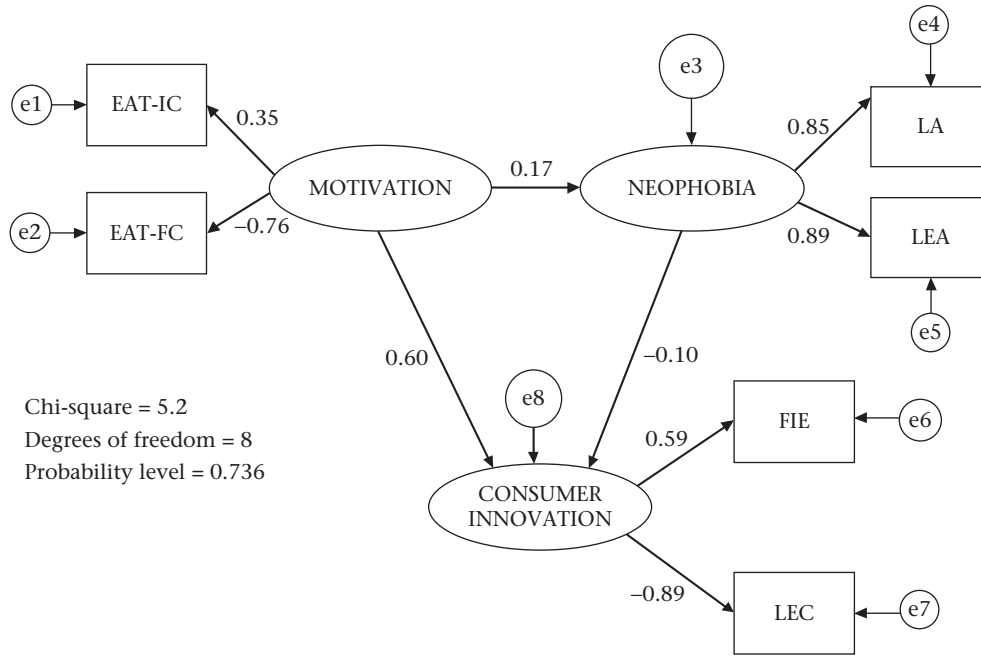 e4
e3
e1
EAT-IC
0.35
0.85
LA
MOTIVATION
0.17
NEOPHOBIA
e2
EAT-FC
–0.76
0.89
LEA
e5
0.60
–0.10
e8
Chi-square = 5.2
Degrees of freedom = 8
Probability level = 0.736
0.59
FIE
e6
CONSUMER
INNOVATION
–0.89
LEC
e7